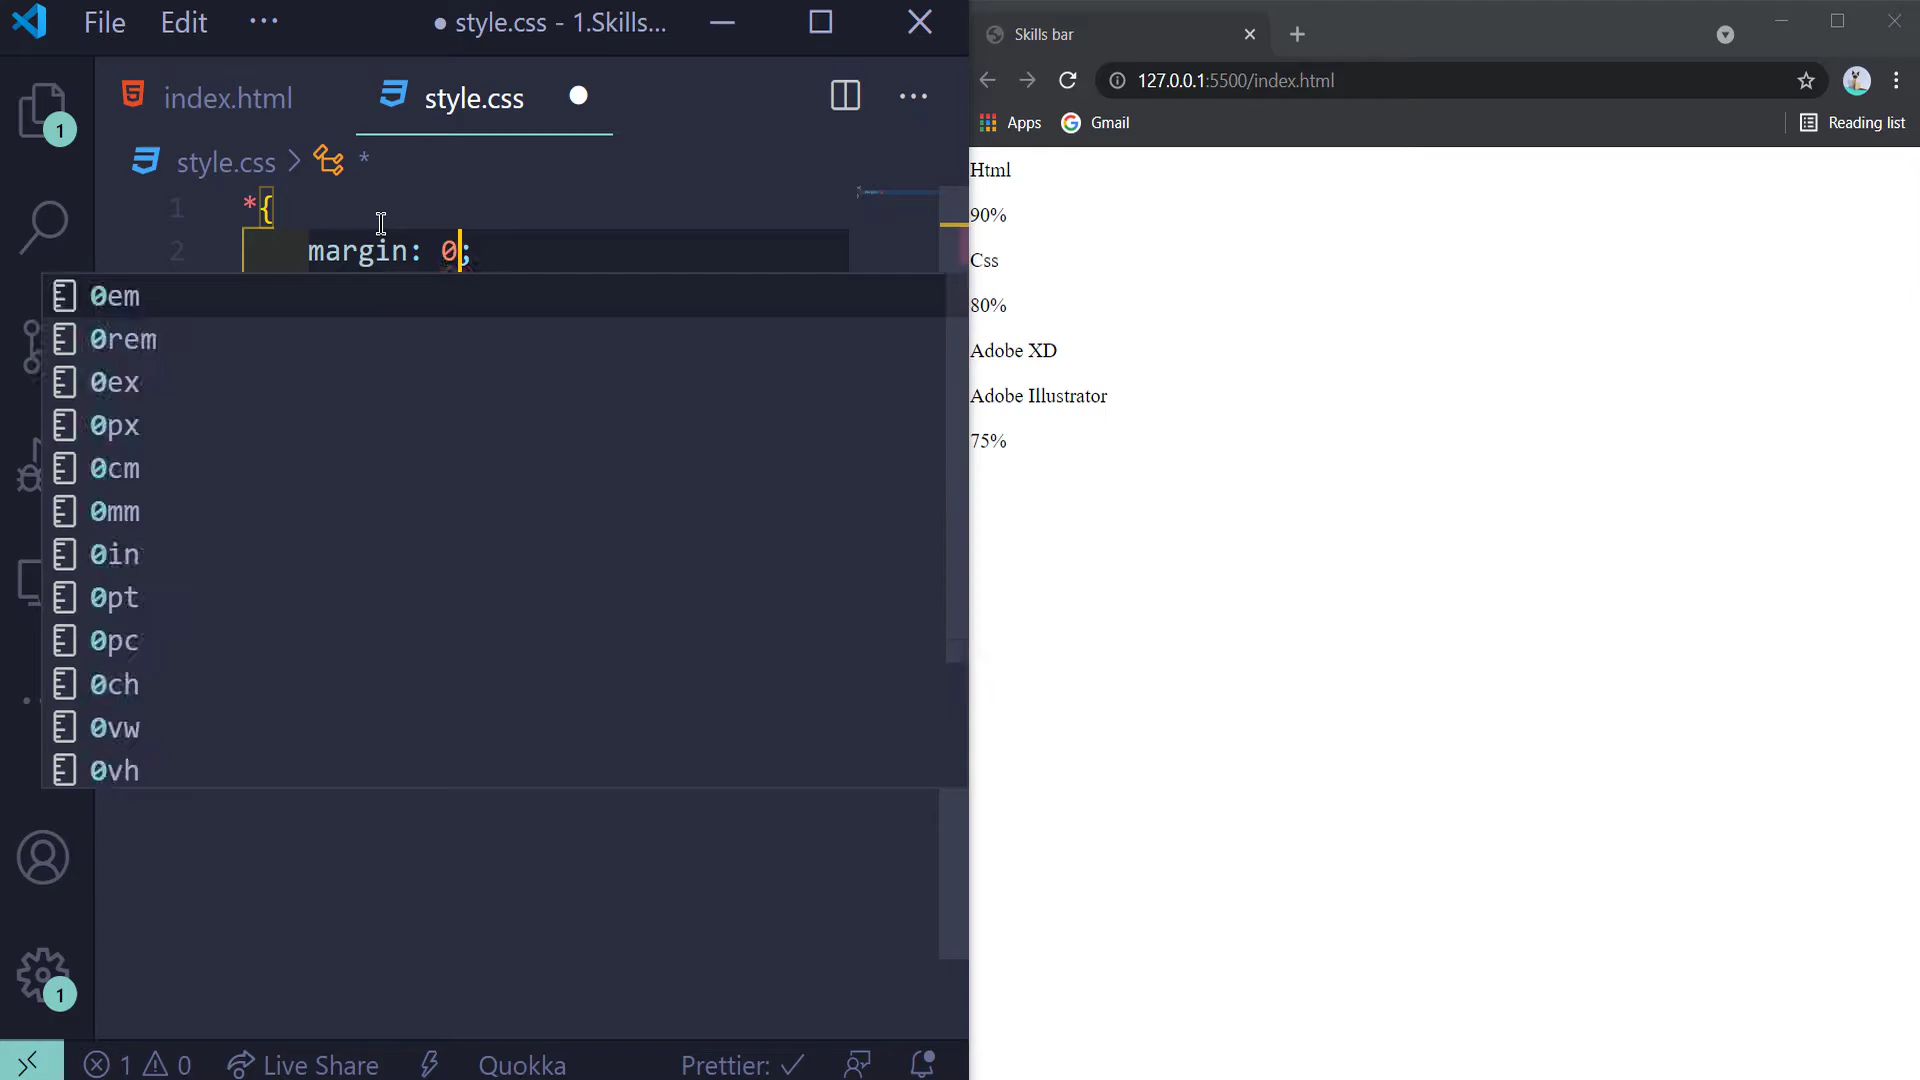 File Edit ··· ● style.css - 1.Skills...
index.html style.css
style.css > *
1 *{
2 margin: 0;
0em
0rem
0ex
0px
0cm
0mm
0in
0pt
0pc
0ch
0vw
0vh
1
1
1 0 Live Share Quokka Prettier: ✓
Skills bar
127.0.0.1:5500/index.html
Apps Gmail Reading list
Html
90%
Css
80%
Adobe XD
Adobe Illustrator
75%